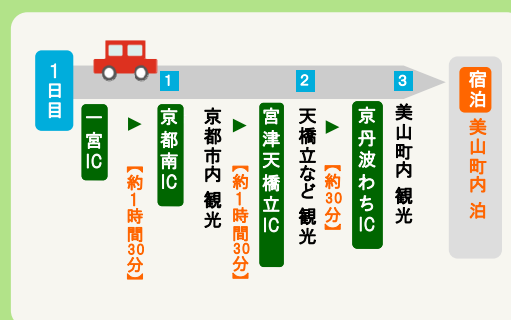 1日目
一宮IC
【約1時間30分】
1
京都南IC
京都市内 観光
【約1時間30分】
宮津天橋立IC
2
天橋立など 観光
【約30分】
京丹波わちIC
3
美山町内 観光
宿泊
美山町内 泊